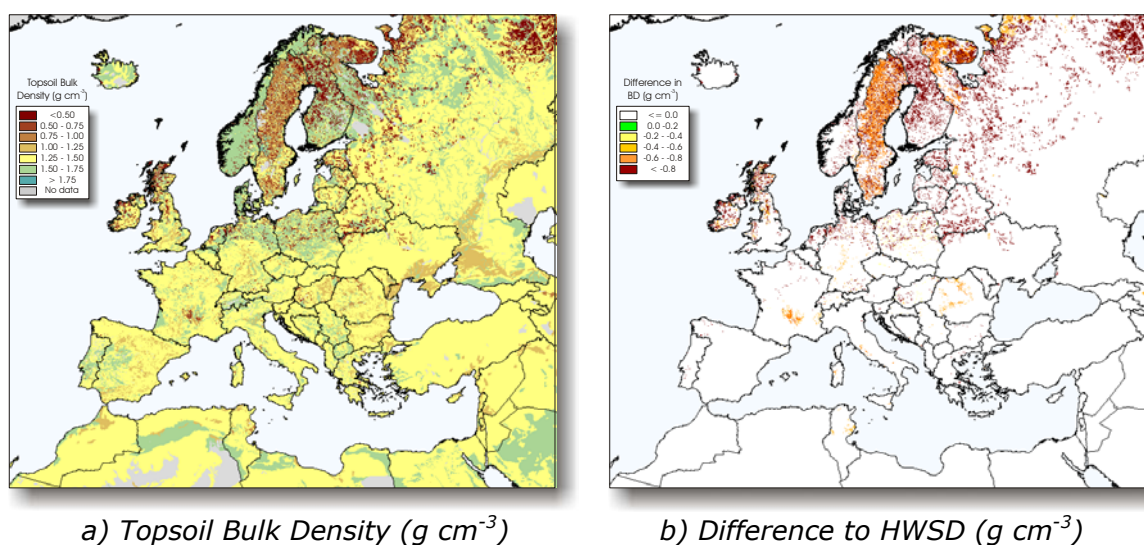 Topsoil Bulk
Density (g cm⁻³)
<0.50
0.50 - 0.75
0.75 - 1.00
1.00 - 1.25
1.25 - 1.50
1.50 - 1.75
> 1.75
No data
Difference in
BD (g cm⁻³)
<= 0.0
0.0 -0.2
-0.2 - -0.4
-0.4 - -0.6
-0.6 - -0.8
< -0.8
a) Topsoil Bulk Density (g cm⁻³)
b) Difference to HWSD (g cm⁻³)